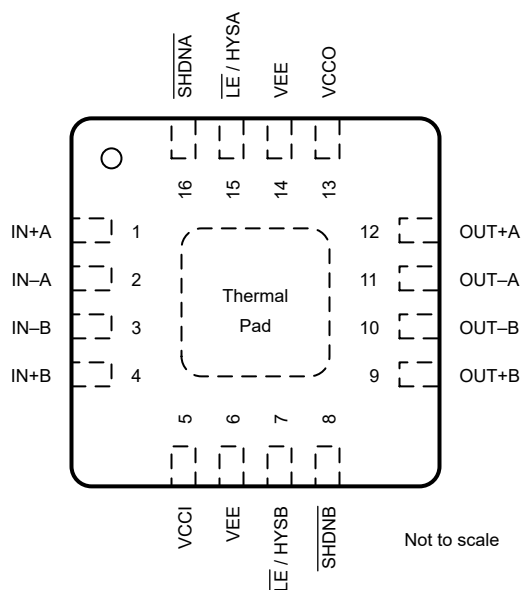 SHDNA
LE / HYSA
VEE
VCCO
16
15
14
13
IN+A
1
12
OUT+A
IN–A
2
11
OUT–A
IN–B
3
10
OUT–B
IN+B
4
9
OUT+B
Thermal
Pad
5
6
7
8
VCCI
VEE
LE / HYSB
SHDNB
Not to scale